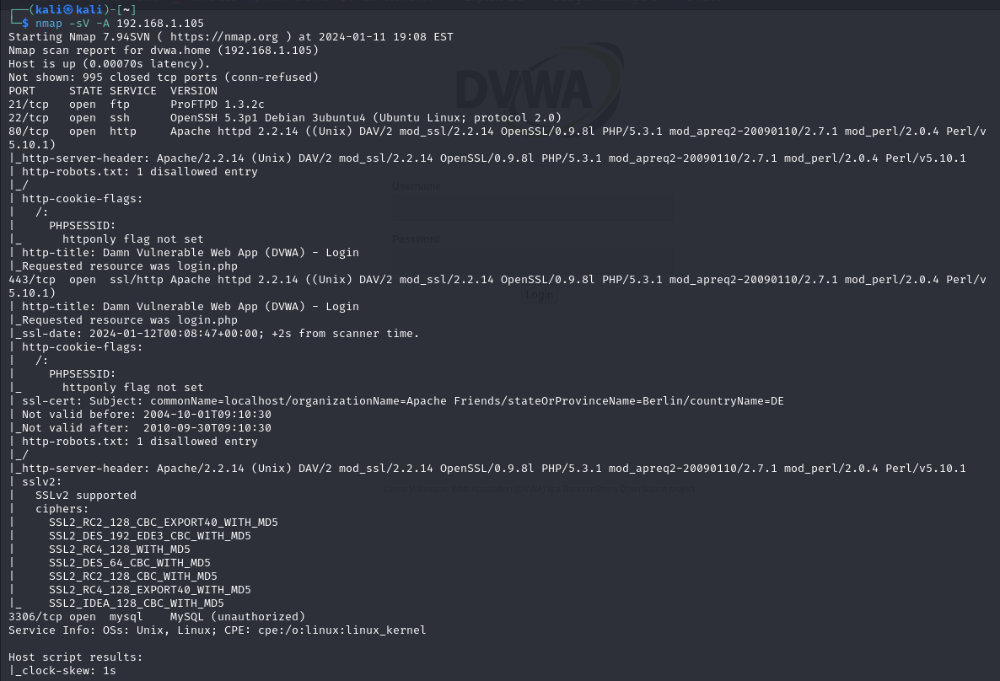 ┌──(kali㉿kali)-[~]
└─$ nmap -sV -A 192.168.1.105
Starting Nmap 7.94SVN ( https://nmap.org ) at 2024-01-11 19:08 EST
Nmap scan report for dvwa.home (192.168.1.105)
Host is up (0.00070s latency).
Not shown: 995 closed tcp ports (conn-refused)
PORT     STATE SERVICE  VERSION
21/tcp   open  ftp      ProFTPD 1.3.2c
22/tcp   open  ssh      OpenSSH 5.3p1 Debian 3ubuntu4 (Ubuntu Linux; protocol 2.0)
80/tcp   open  http     Apache httpd 2.2.14 ((Unix) DAV/2 mod_ssl/2.2.14 OpenSSL/0.9.8l PHP/5.3.1 mod_apreq2-20090110/2.7.1 mod_perl/2.0.4 Perl/v
5.10.1)
|_http-server-header: Apache/2.2.14 (Unix) DAV/2 mod_ssl/2.2.14 OpenSSL/0.9.8l PHP/5.3.1 mod_apreq2-20090110/2.7.1 mod_perl/2.0.4 Perl/v5.10.1
| http-robots.txt: 1 disallowed entry
|_/
| http-cookie-flags:
|   /:
|     PHPSESSID:
|_      httponly flag not set
| http-title: Damn Vulnerable Web App (DVWA) - Login
|_Requested resource was login.php
443/tcp  open  ssl/http Apache httpd 2.2.14 ((Unix) DAV/2 mod_ssl/2.2.14 OpenSSL/0.9.8l PHP/5.3.1 mod_apreq2-20090110/2.7.1 mod_perl/2.0.4 Perl/v
5.10.1)
| http-title: Damn Vulnerable Web App (DVWA) - Login
|_Requested resource was login.php
|_ssl-date: 2024-01-12T00:08:47+00:00; +2s from scanner time.
| http-cookie-flags:
|   /:
|     PHPSESSID:
|_      httponly flag not set
| ssl-cert: Subject: commonName=localhost/organizationName=Apache Friends/stateOrProvinceName=Berlin/countryName=DE
| Not valid before: 2004-10-01T09:10:30
|_Not valid after:  2010-09-30T09:10:30
| http-robots.txt: 1 disallowed entry
|_/
|_http-server-header: Apache/2.2.14 (Unix) DAV/2 mod_ssl/2.2.14 OpenSSL/0.9.8l PHP/5.3.1 mod_apreq2-20090110/2.7.1 mod_perl/2.0.4 Perl/v5.10.1
| sslv2:
|   SSLv2 supported
|   ciphers:
|     SSL2_RC2_128_CBC_EXPORT40_WITH_MD5
|     SSL2_DES_192_EDE3_CBC_WITH_MD5
|     SSL2_RC4_128_WITH_MD5
|     SSL2_DES_64_CBC_WITH_MD5
|     SSL2_RC2_128_CBC_WITH_MD5
|     SSL2_RC4_128_EXPORT40_WITH_MD5
|_    SSL2_IDEA_128_CBC_WITH_MD5
3306/tcp open  mysql    MySQL (unauthorized)
Service Info: OSs: Unix, Linux; CPE: cpe:/o:linux:linux_kernel

Host script results:
|_clock-skew: 1s
DVWA
Username
Password
Login